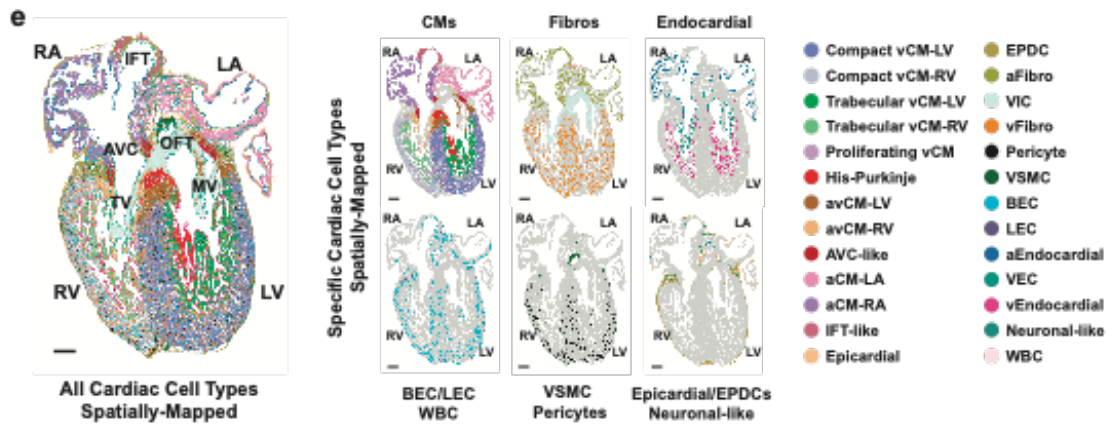 e
RA
IFT
LA
AVC
OFT
TV
MV
RV
LV
All Cardiac Cell Types
Spatially-Mapped
Specific Cardiac Cell Types
Spatially-Mapped
CMs
Fibros
Endocardial
RA
LA
RV
LV
RA
LA
RV
LV
RA
LA
RV
LV
RA
LA
RV
LV
RA
LA
RV
LV
RA
LA
RV
LV
BEC/LEC
WBC
VSMC
Pericytes
Epicardial/EPDCs
Neuronal-like
Compact vCM-LV
Compact vCM-RV
Trabecular vCM-LV
Trabecular vCM-RV
Proliferating vCM
His-Purkinje
avCM-LV
avCM-RV
AVC-like
aCM-LA
aCM-RA
IFT-like
Epicardial
EPDC
aFibro
VIC
vFibro
Pericyte
VSMC
BEC
LEC
aEndocardial
VEC
vEndocardial
Neuronal-like
WBC